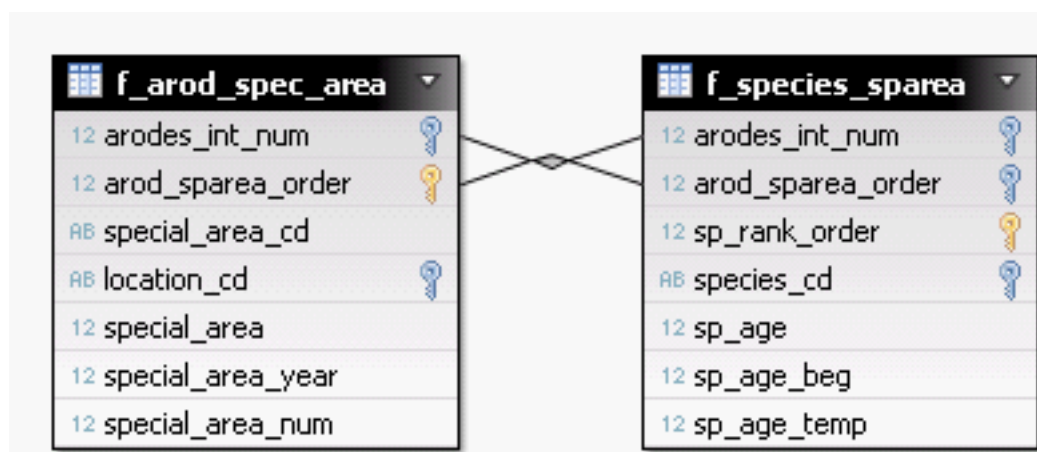 f_arod_spec_area
12 arodes_int_num
12 arod_sparea_order
AB special_area_cd
AB location_cd
12 special_area
12 special_area_year
12 special_area_num
f_species_sparea
12 arodes_int_num
12 arod_sparea_order
12 sp_rank_order
AB species_cd
12 sp_age
12 sp_age_beg
12 sp_age_temp